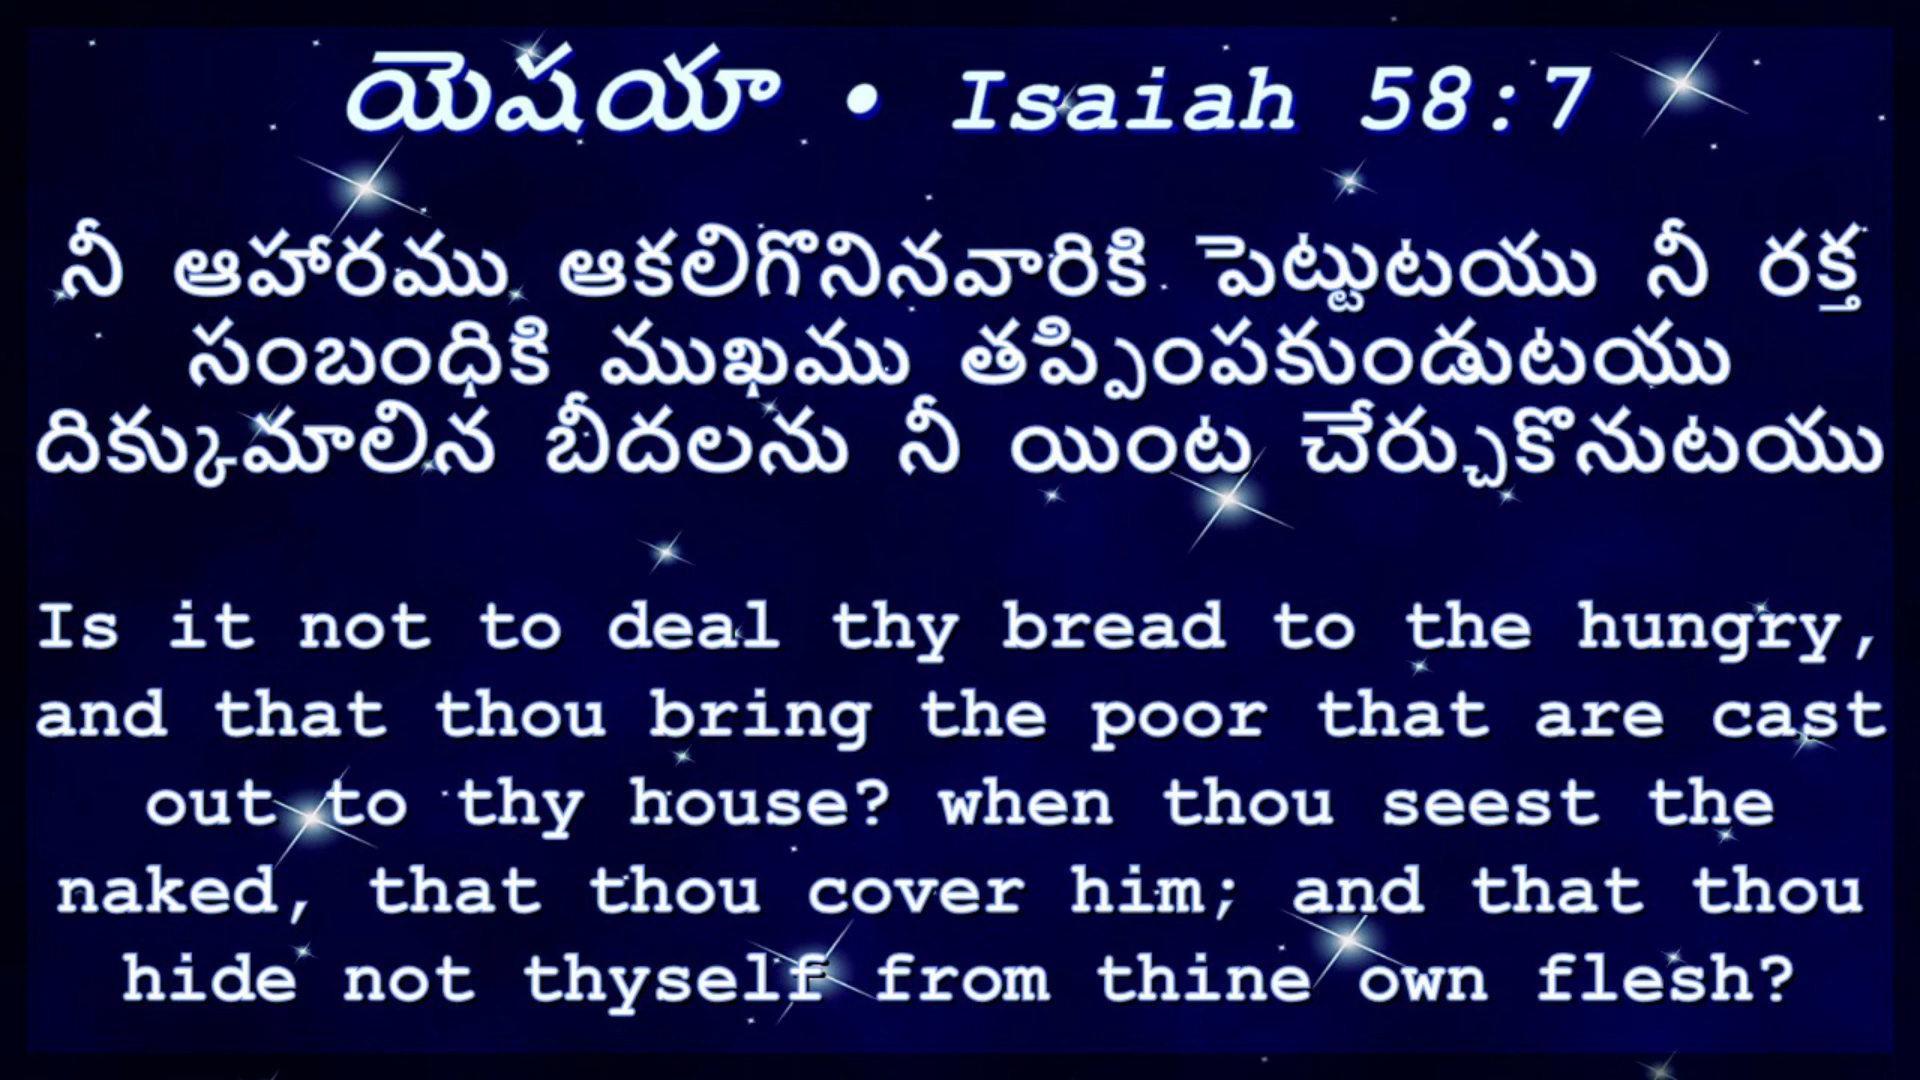 యెషయా • Isaiah 58:7
నీ ఆహారము ఆకలిగొనినవారికి పెట్టుటయు నీ రక్త
సంబంధికి ముఖము తప్పింపకుండుటయు
దిక్కుమాలిన బీదలను నీ యింట చేర్చుకొనుటయు
Is it not to deal thy bread to the hungry,
and that thou bring the poor that are cast
out to thy house? when thou seest the
naked, that thou cover him; and that thou
hide not thyself from thine own flesh?